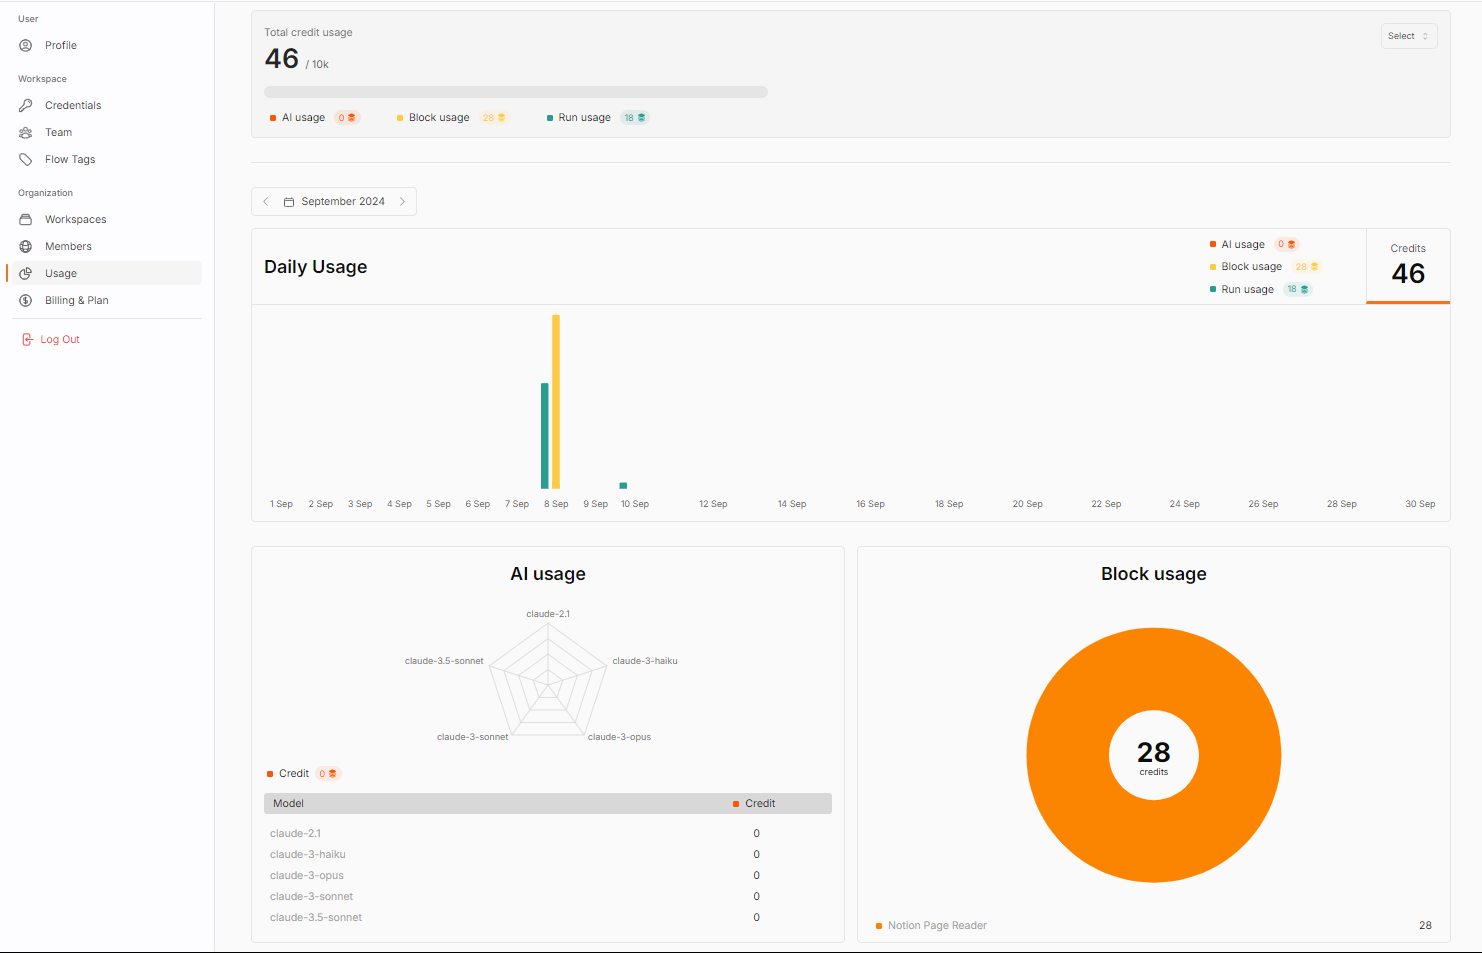 User
Profile
Workspace
Credentials
Team
Flow Tags
Organization
Workspaces
Members
Usage
Billing & Plan
Log Out
Total credit usage
46 / 10k
Select
AI usage 0
Block usage 28
Run usage 18
September 2024
Daily Usage
AI usage 0
Block usage 28
Run usage 18
Credits
46
1 Sep 2 Sep 3 Sep 4 Sep 5 Sep 6 Sep 7 Sep 8 Sep 9 Sep 10 Sep 12 Sep 14 Sep 16 Sep 18 Sep 20 Sep 22 Sep 24 Sep 26 Sep 28 Sep 30 Sep
AI usage
claude-2.1
claude-3.5-sonnet claude-3-haiku
claude-3-sonnet claude-3-opus
Credit 0
Model Credit
claude-2.1 0
claude-3-haiku 0
claude-3-opus 0
claude-3-sonnet 0
claude-3.5-sonnet 0
Block usage
28
credits
Notion Page Reader 28